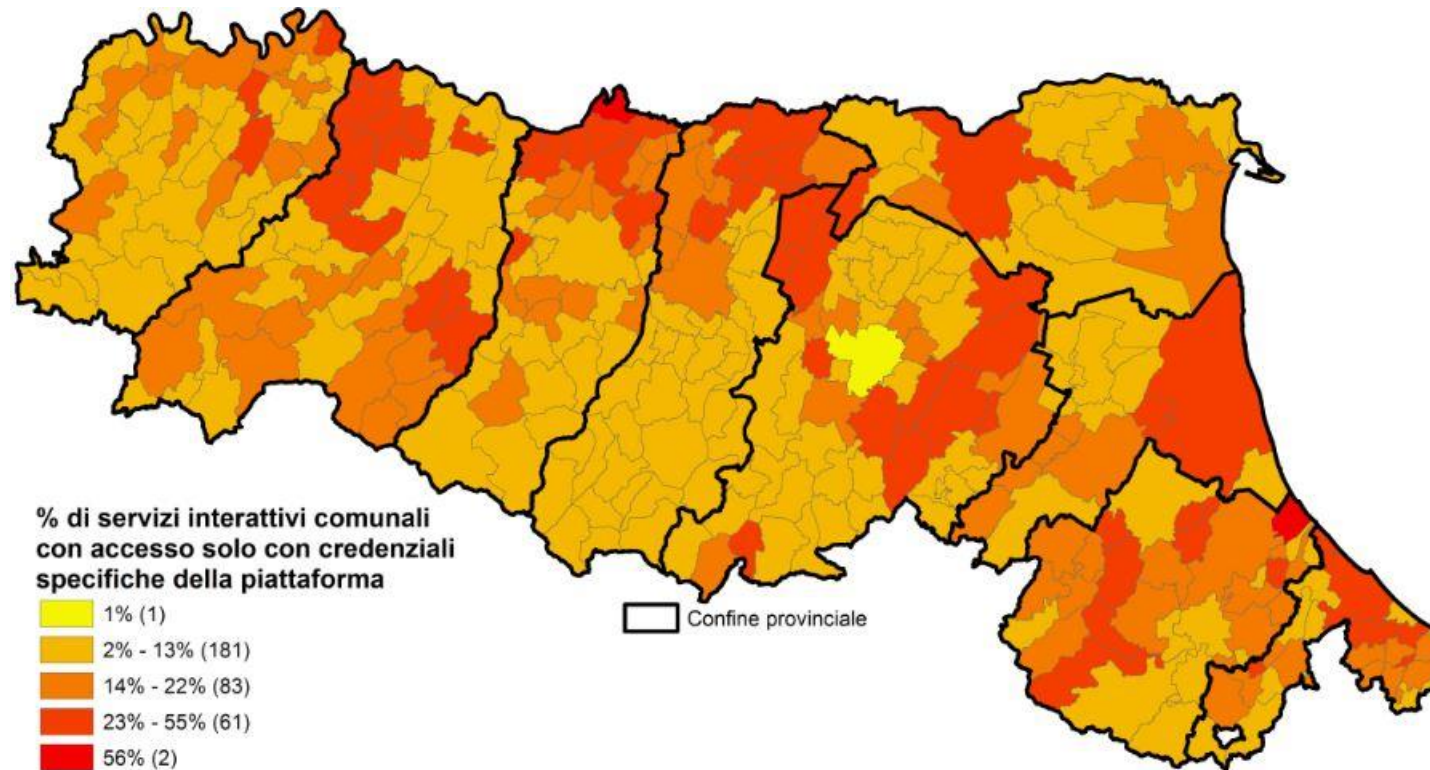 % di servizi interattivi comunali
con accesso solo con credenziali
specifiche della piattaforma
1% (1)
2% - 13% (181)
14% - 22% (83)
23% - 55% (61)
56% (2)
Confine provinciale